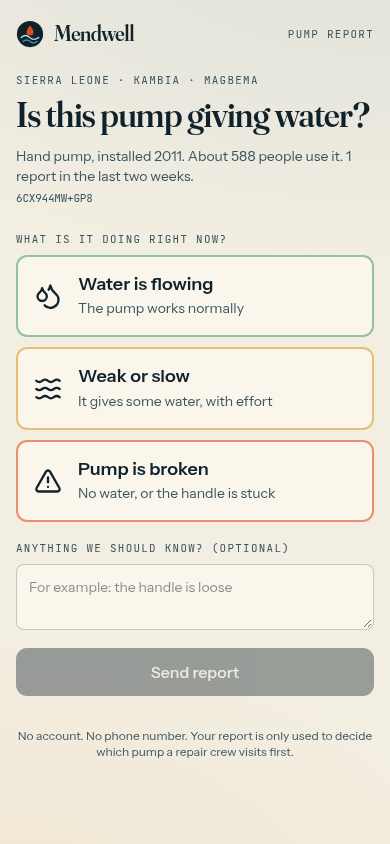 Mendwell
PUMP REPORT
SIERRA LEONE · KAMBIA · MAGBEMA
Is this pump giving water?
Hand pump, installed 2011. About 588 people use it. 1
report in the last two weeks.
6CX944MW+GP8
WHAT IS IT DOING RIGHT NOW?
Water is flowing
The pump works normally
Weak or slow
It gives some water, with effort
Pump is broken
No water, or the handle is stuck
ANYTHING WE SHOULD KNOW? (OPTIONAL)
For example: the handle is loose
Send report
No account. No phone number. Your report is only used to decide
which pump a repair crew visits first.